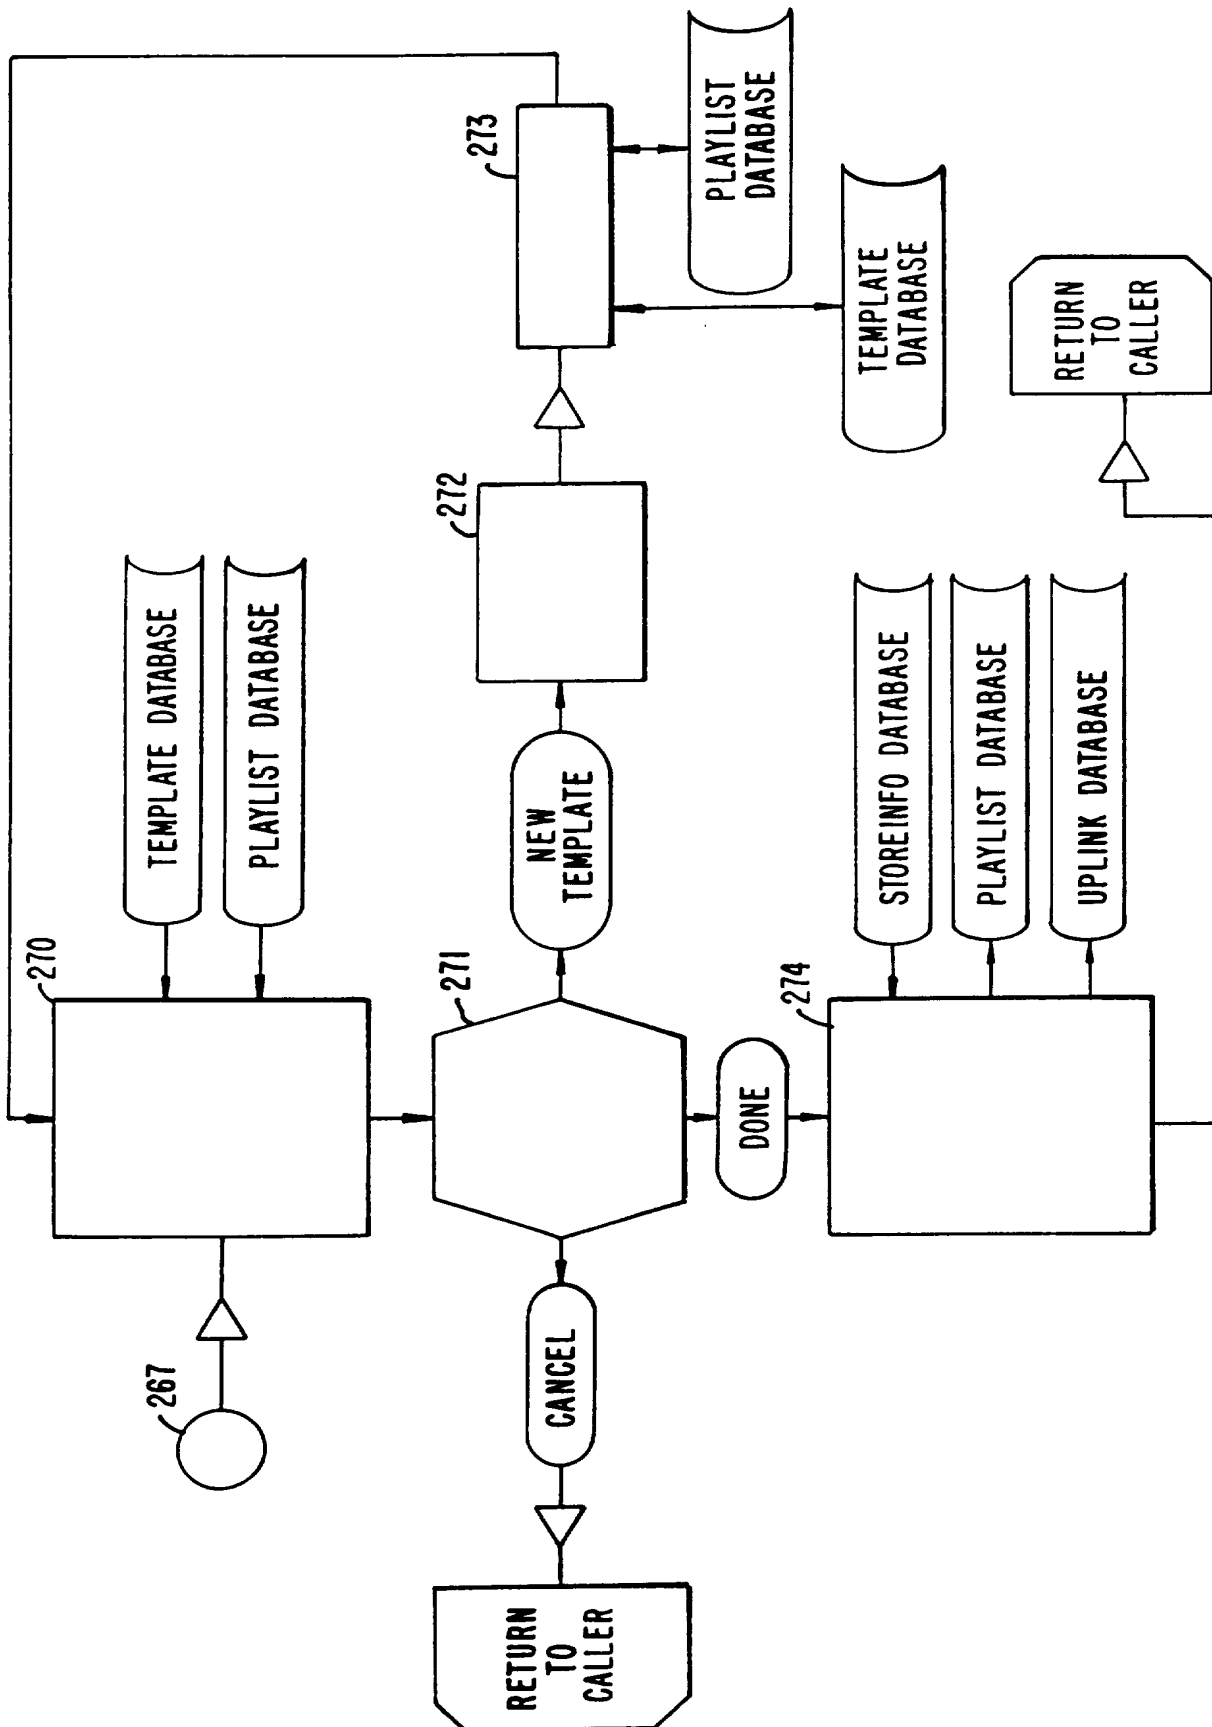 267
270
TEMPLATE DATABASE
PLAYLIST DATABASE
RETURN
TO
CALLER
CANCEL
271
NEW
TEMPLATE
272
273
PLAYLIST
DATABASE
TEMPLATE
DATABASE
DONE
274
STOREINFO DATABASE
PLAYLIST DATABASE
UPLINK DATABASE
RETURN
TO
CALLER